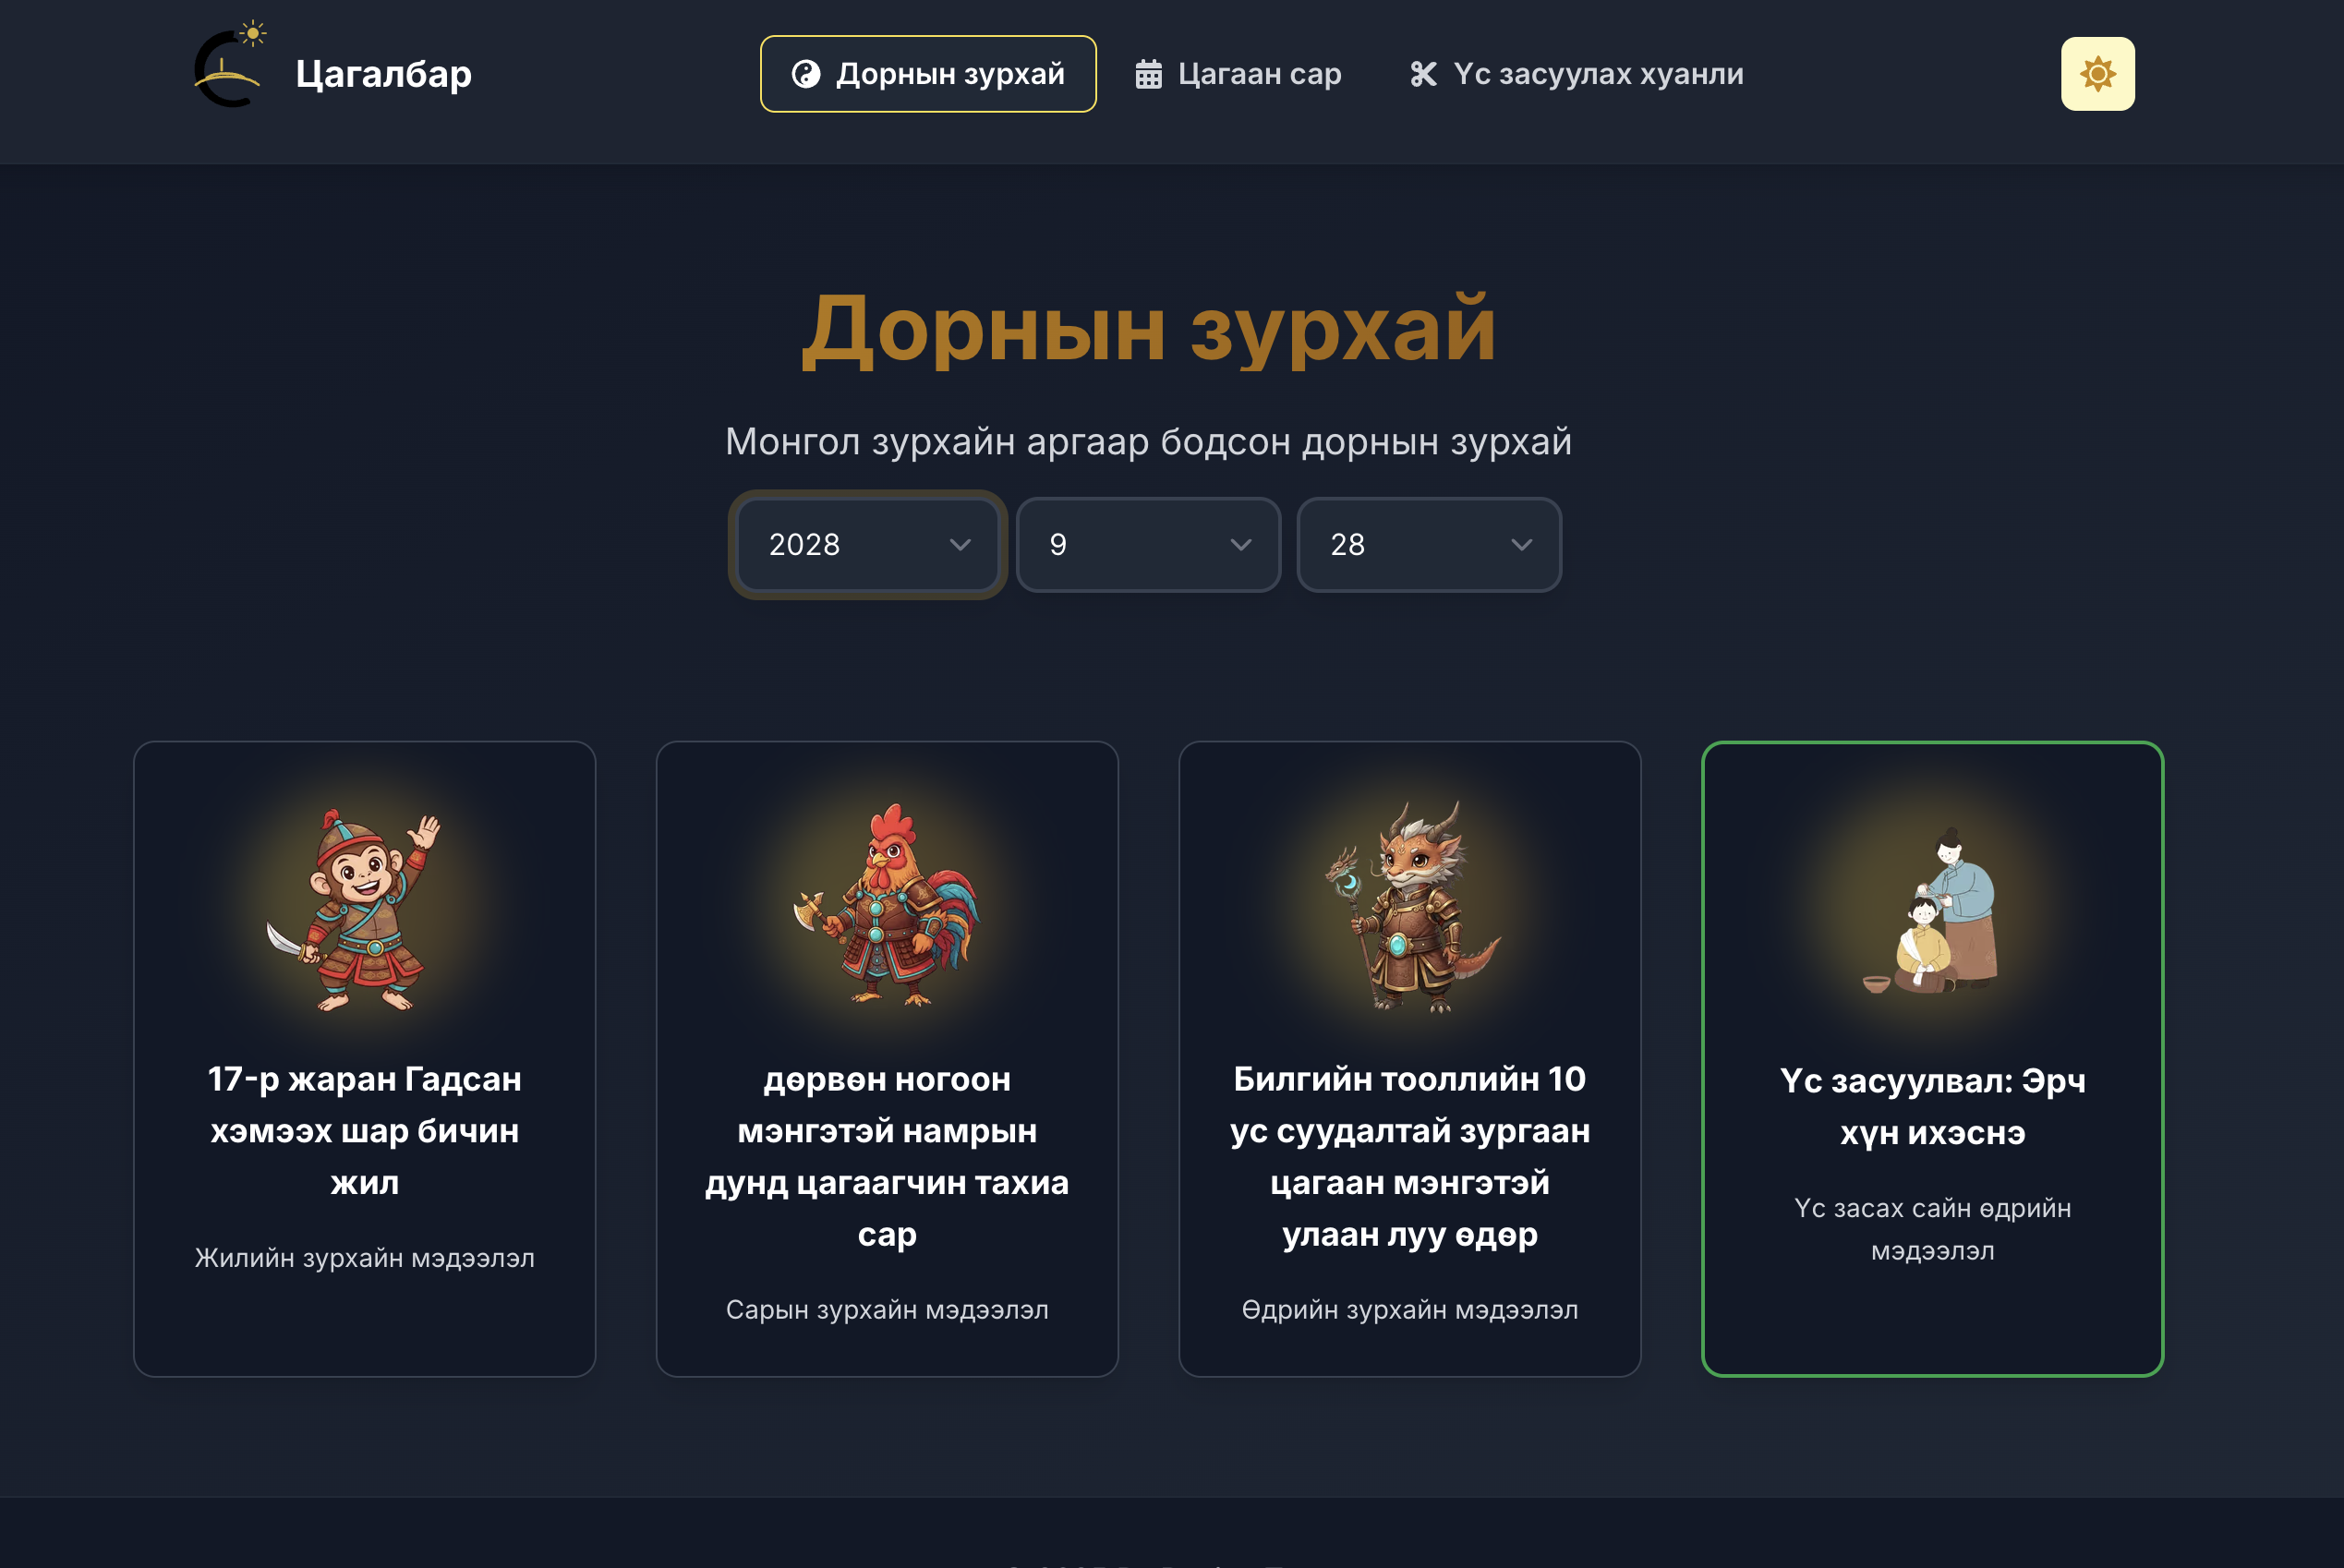 Цагалбар
Дорнын зурхай
Цагаан сар
Үс засуулах хуанли
Дорнын зурхай
Монгол зурхайн аргаар бодсон дорнын зурхай
2028
9
28
17-р жаран Гадсан
хэмээх шар бичин
жил
Жилийн зурхайн мэдээлэл
дөрвөн ногоон
мэнгэтэй намрын
дунд цагаагчин тахиа
сар
Сарын зурхайн мэдээлэл
Билгийн тооллийн 10
ус суудалтай зургаан
цагаан мэнгэтэй
улаан луу өдөр
Өдрийн зурхайн мэдээлэл
Үс засуулвал: Эрч
хүн ихэснэ
Үс засах сайн өдрийн
мэдээлэл